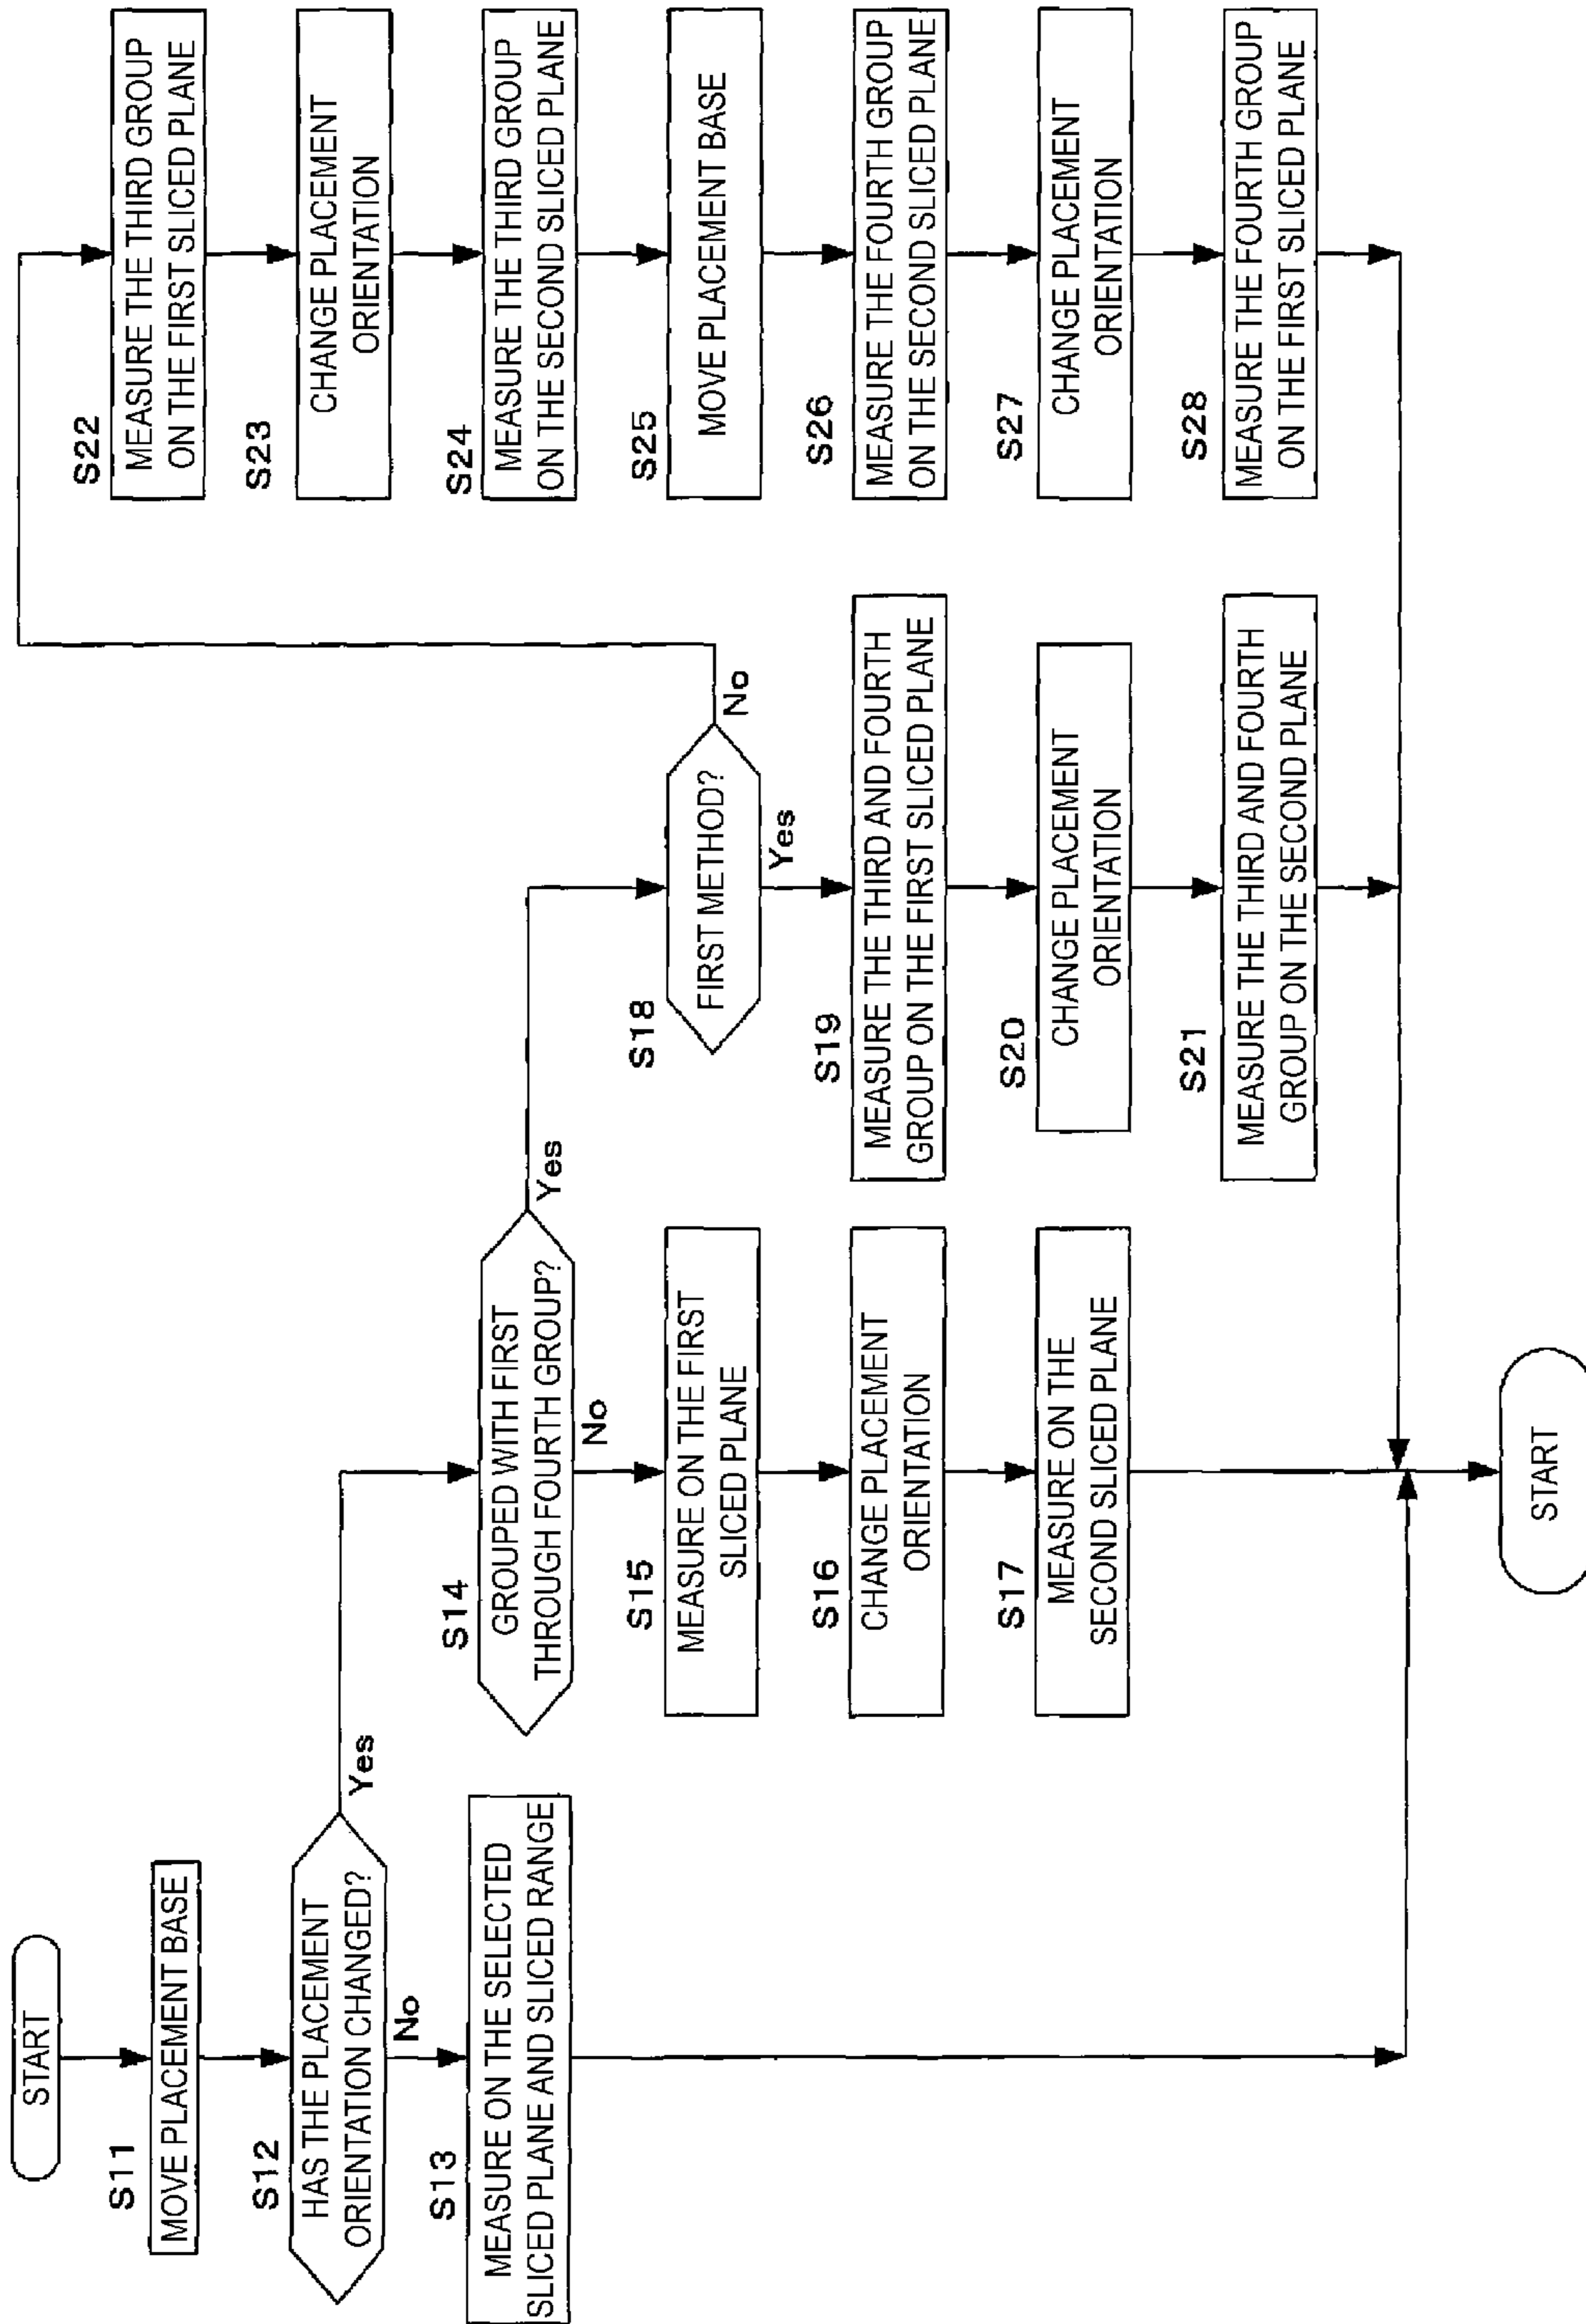 START
S11
MOVE PLACEMENT BASE
S12
HAS THE PLACEMENT
ORIENTATION CHANGED?
Yes
No
S13
MEASURE ON THE SELECTED
SLICED PLANE AND SLICED RANGE
S14
GROUPED WITH FIRST
THROUGH FOURTH GROUP?
Yes
No
S15
MEASURE ON THE FIRST
SLICED PLANE
S16
CHANGE PLACEMENT
ORIENTATION
S17
MEASURE ON THE
SECOND SLICED PLANE
S18
FIRST METHOD?
No
Yes
S19
MEASURE THE THIRD AND FOURTH
GROUP ON THE FIRST SLICED PLANE
S20
CHANGE PLACEMENT
ORIENTATION
S21
MEASURE THE THIRD AND FOURTH
GROUP ON THE SECOND PLANE
S22
MEASURE THE THIRD GROUP
ON THE FIRST SLICED PLANE
S23
CHANGE PLACEMENT
ORIENTATION
S24
MEASURE THE THIRD GROUP
ON THE SECOND SLICED PLANE
S25
MOVE PLACEMENT BASE
S26
MEASURE THE FOURTH GROUP
ON THE SECOND SLICED PLANE
S27
CHANGE PLACEMENT
ORIENTATION
S28
MEASURE THE FOURTH GROUP
ON THE FIRST SLICED PLANE
START